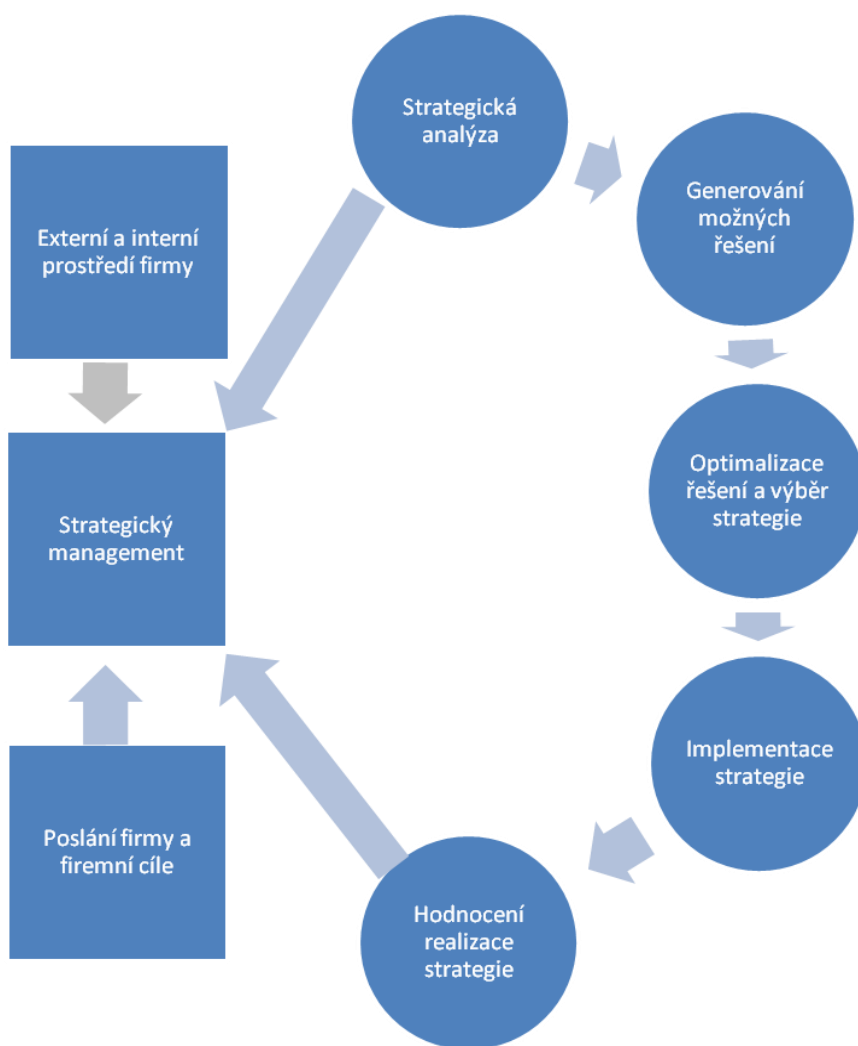 Strategická
analýza
Generování
možných
řešení
Externí a interní
prostředí firmy
Optimalizace
řešení a výběr
strategie
Strategický
management
Implementace
strategie
Poslání firmy a
firemní cíle
Hodnocení
realizace
strategie